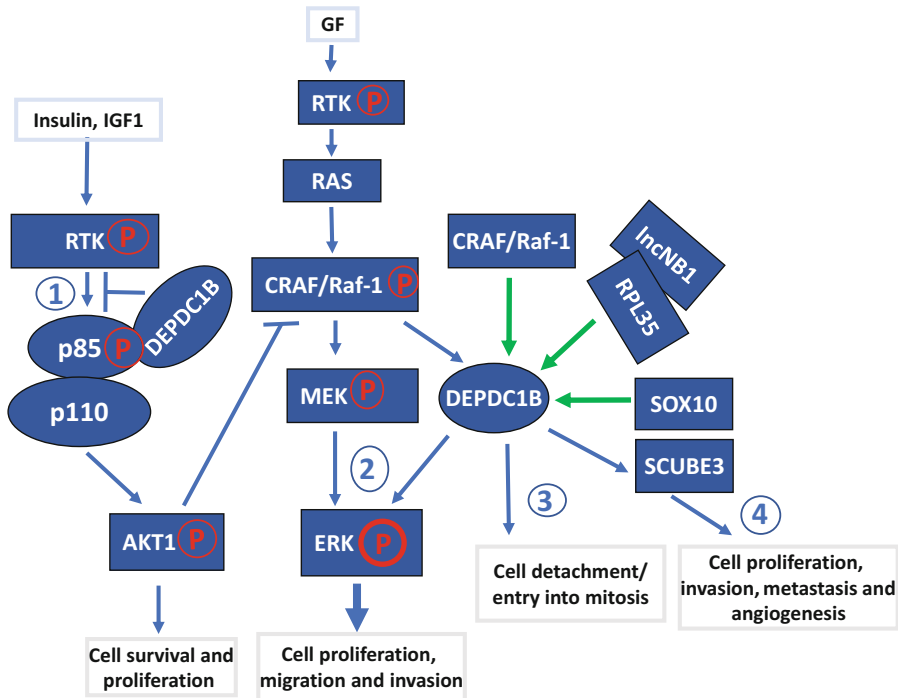 GF
RTK P
Insulin, IGF1
RAS
RTK P
CRAF/Raf-1
lncNB1
RPL35
CRAF/Raf-1 P
1
DEPDC1B
p85 P
p110
MEK P
DEPDC1B
SOX10
SCUBE3
2
3
4
AKT1 P
ERK P
Cell detachment/
entry into mitosis
Cell proliferation,
invasion, metastasis and
angiogenesis
Cell survival and
proliferation
Cell proliferation,
migration and invasion